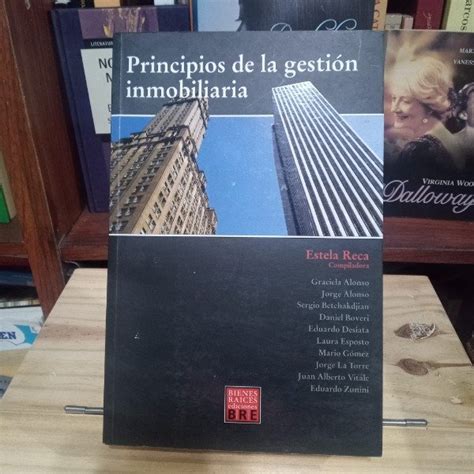 Principios de la gestión
inmobiliaria
Estela Reca
Compiladora
Graciela Alonso
Jorge Alonso
Sergio Betchakdjian
Daniel Boveri
Eduardo Desiata
Laura Esposto
Mario Gómez
Jorge La Torre
Juan Alberto Vitale
Eduardo Zunini
BIENES
RAICES
ediciones
BRE
VIRGINIA WOO
Dalloway
VANES